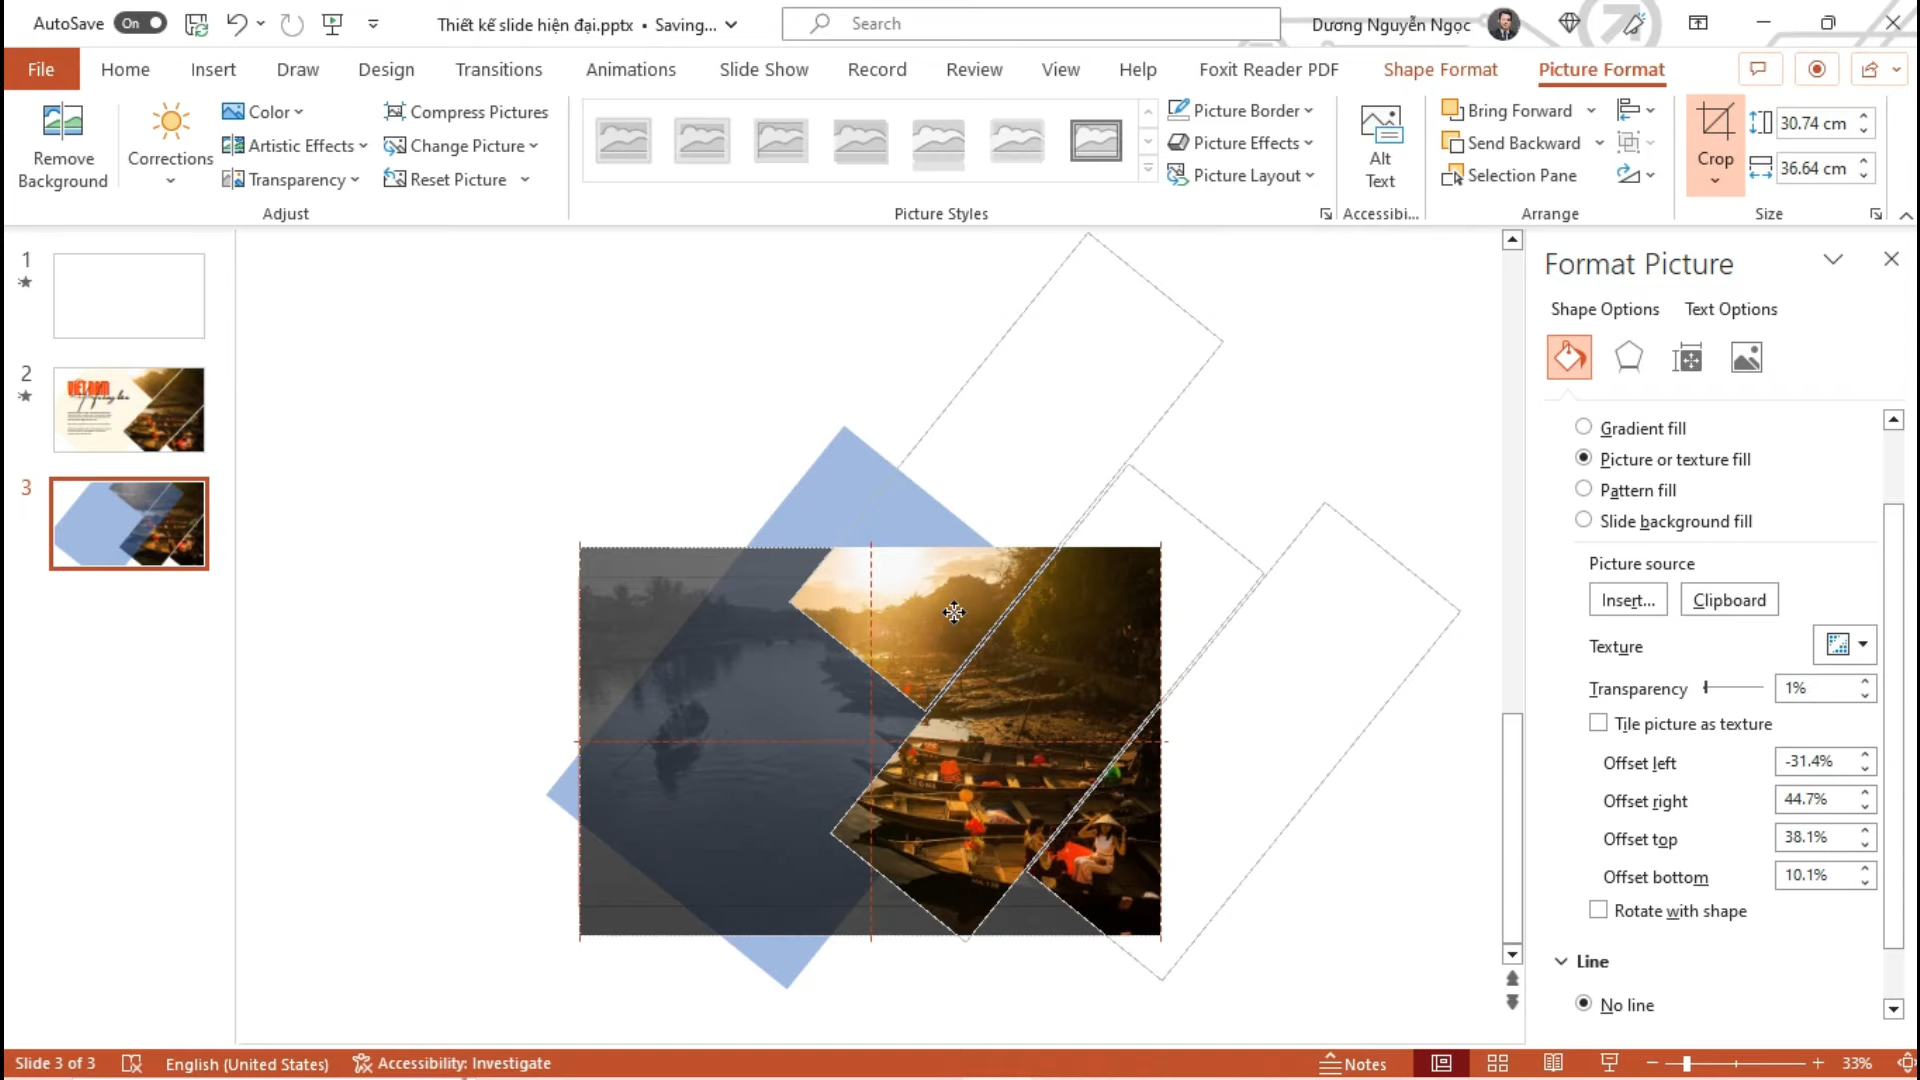 AutoSave On Thiết kế slide hiện đại.pptx • Saving... Search Dương Nguyễn Ngọc
File Home Insert Draw Design Transitions Animations Slide Show Record Review View Help Foxit Reader PDF Shape Format Picture Format
Remove Background
Corrections
Color
Artistic Effects
Transparency
Compress Pictures
Change Picture
Reset Picture
Picture Border
Picture Effects
Picture Layout
Alt Text
Bring Forward
Send Backward
Selection Pane
Crop
30.74 cm
36.64 cm
Adjust Picture Styles Accessibi... Arrange Size
1
2
VIỆT NAM
3
Format Picture
Shape Options Text Options
Gradient fill
Picture or texture fill
Pattern fill
Slide background fill
Picture source
Insert... Clipboard
Texture
Transparency 1%
Tile picture as texture
Offset left -31.4%
Offset right 44.7%
Offset top 38.1%
Offset bottom 10.1%
Rotate with shape
Line
No line
Slide 3 of 3 English (United States) Accessibility: Investigate Notes 33%